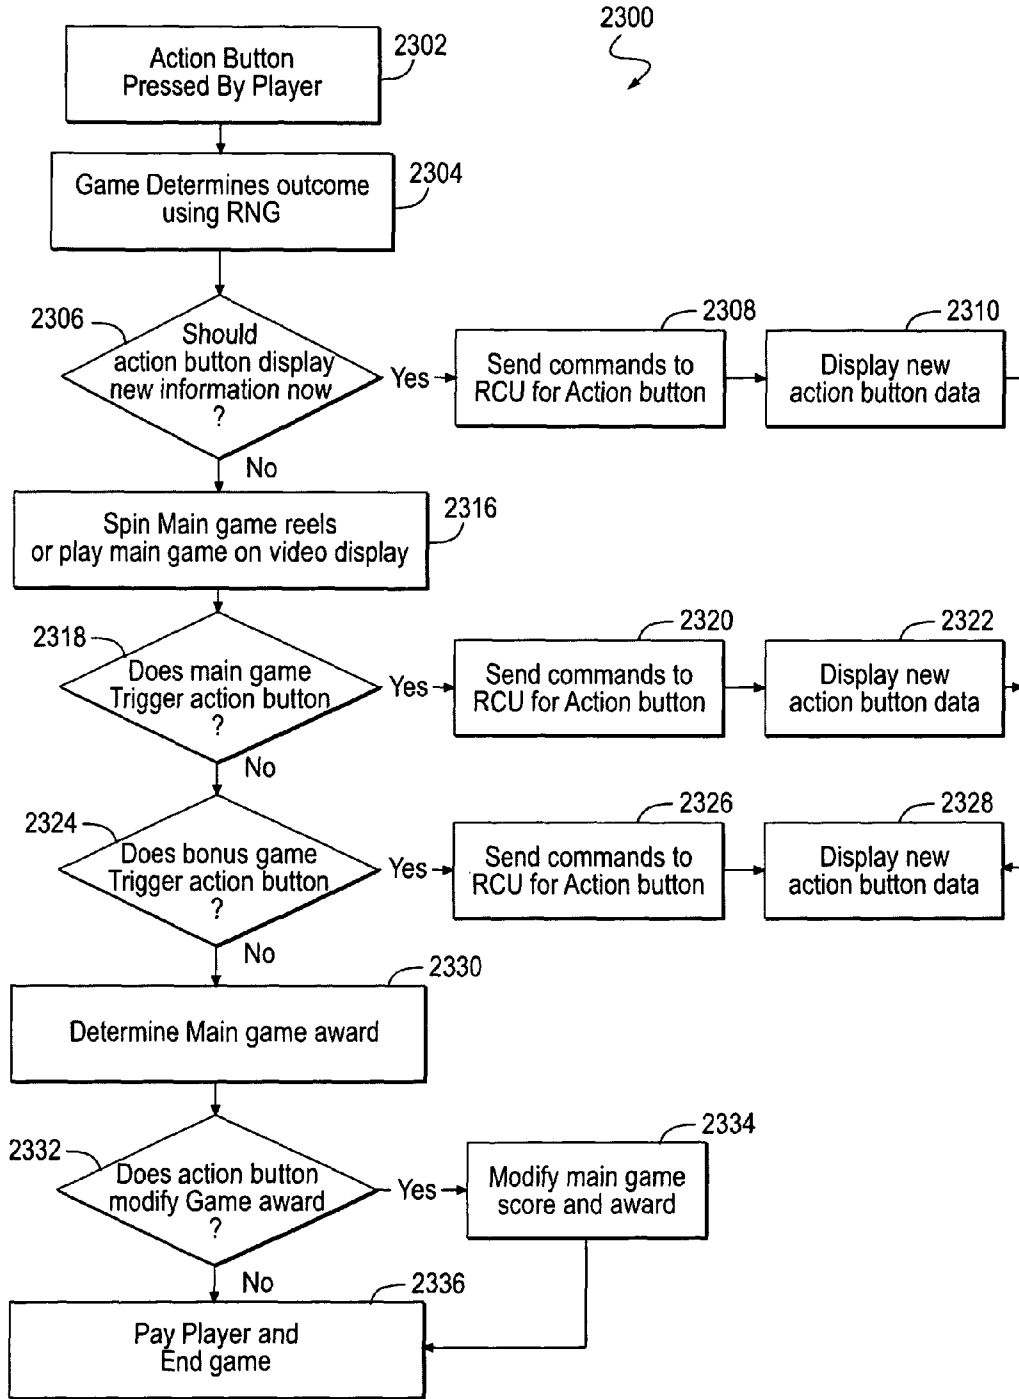 2300
Action Button
Pressed By Player
2302
Game Determines outcome
using RNG
2304
2306
Should
action button display
new information now
?
Yes
No
2308
Send commands to
RCU for Action button
2310
Display new
action button data
2316
Spin Main game reels
or play main game on video display
2318
Does main game
Trigger action button
?
Yes
No
2320
Send commands to
RCU for Action button
2322
Display new
action button data
2324
Does bonus game
Trigger action button
?
Yes
No
2326
Send commands to
RCU for Action button
2328
Display new
action button data
2330
Determine Main game award
2332
Does action button
modify Game award
?
Yes
No
2334
Modify main game
score and award
2336
Pay Player and
End game